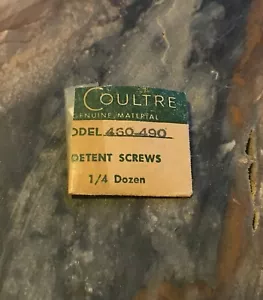 COULTRE
GENUINE MATERIAL
ODEL 460-490
DETENT SCREWS
1/4 Dozen